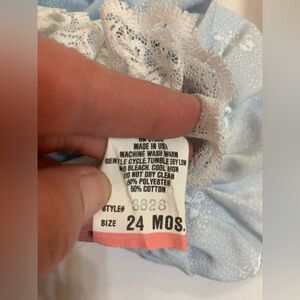 MADE IN USA
MACHINE WASH WARM
GENTLE CYCLE, TUMBLE DRY LOW
NO BLEACH. COOL IRON
DO NOT DRY CLEAN
50% POLYESTER
50% COTTON
STYLE# 3828
SIZE 24 MOS.